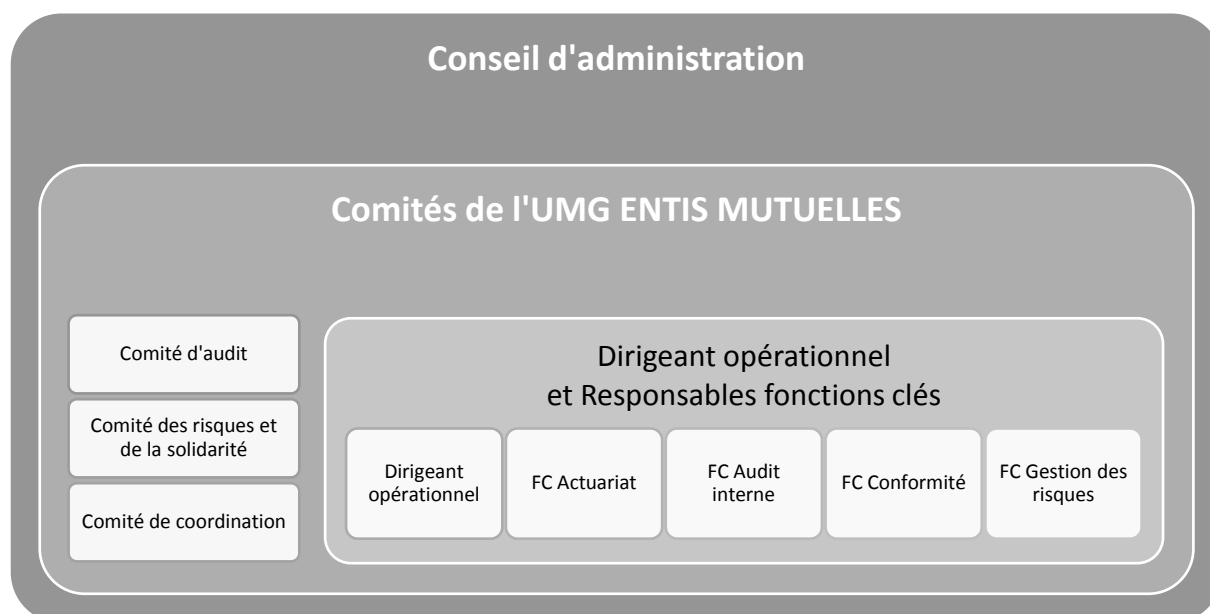 Conseil d'administration
Comités de l'UMG ENTIS MUTUELLES
Comité d'audit
Comité des risques et
de la solidarité
Comité de coordination
Dirigeant opérationnel
et Responsables fonctions clés
Dirigeant
opérationnel
FC Actuariat
FC Audit
interne
FC Conformité
FC Gestion des
risques